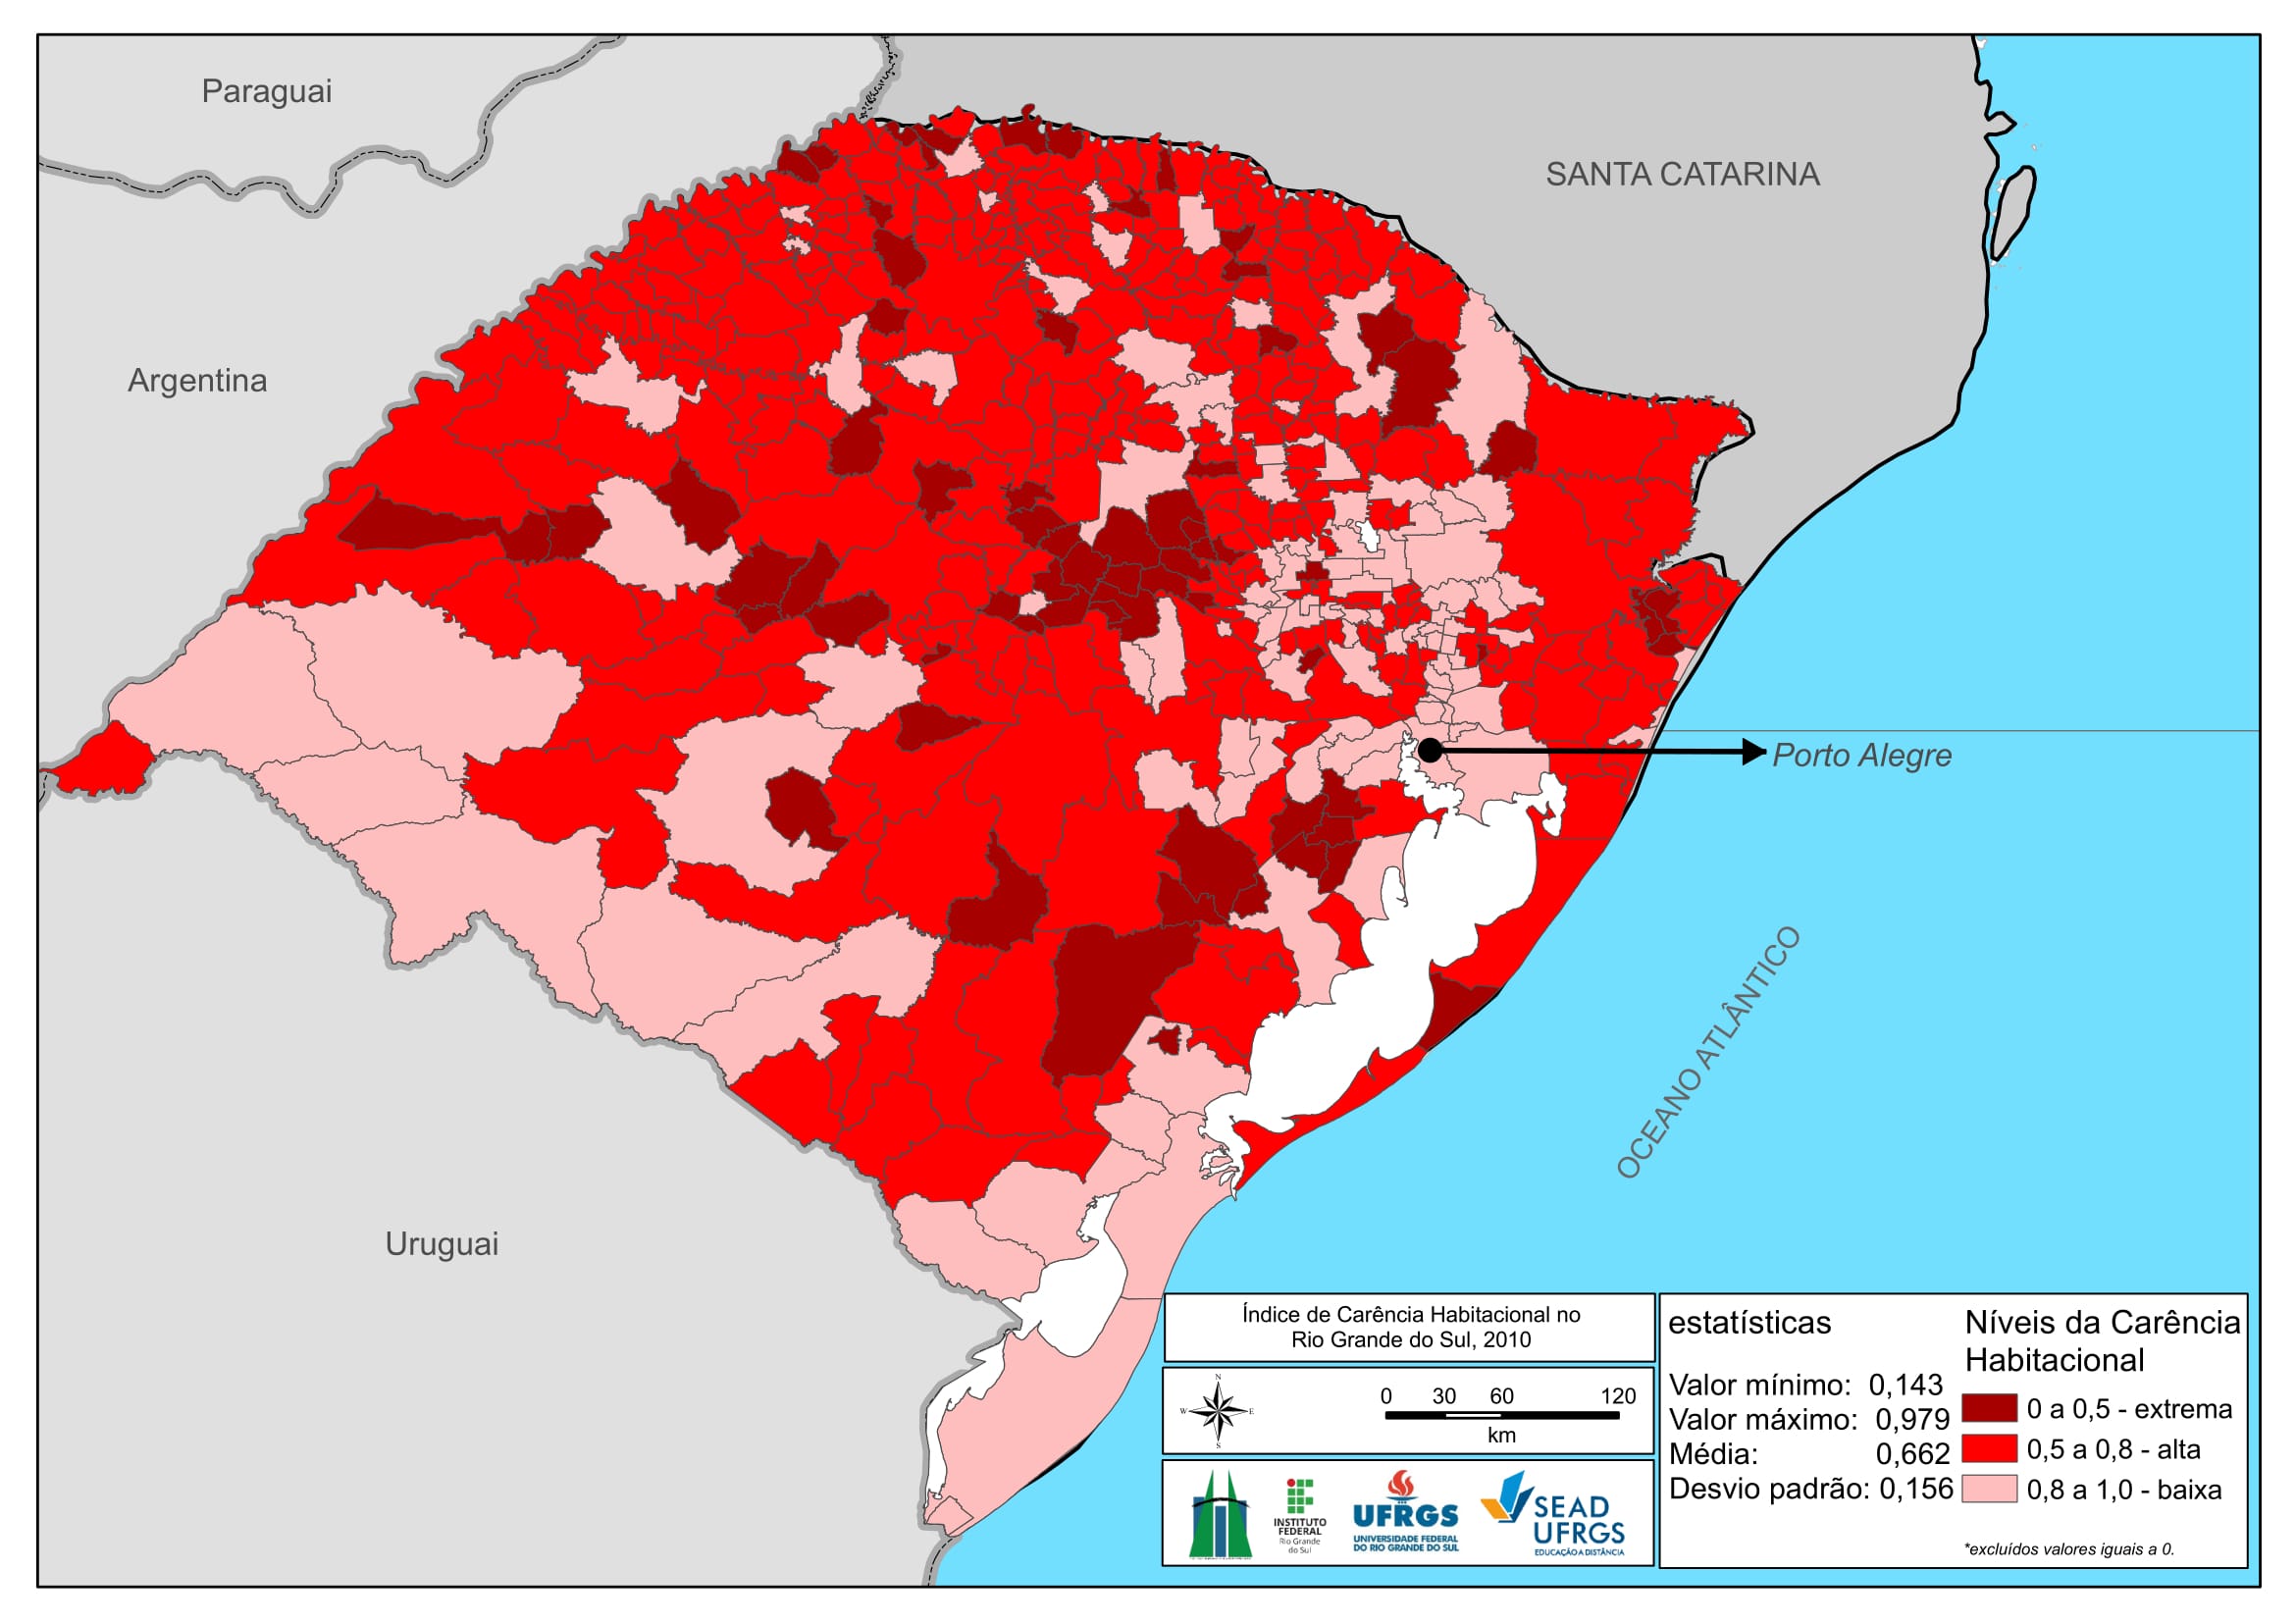 Paraguai
SANTA CATARINA
Argentina
Porto Alegre
OCEANO ATLÂNTICO
Uruguai
Índice de Carência Habitacional no
Rio Grande do Sul, 2010
N
W E
S
0 30 60 120
km
INSTITUTO
FEDERAL
Rio Grande
do Sul
UFRGS
UNIVERSIDADE FEDERAL
DO RIO GRANDE DO SUL
SEAD
UFRGS
EDUCAÇÃO A DISTÂNCIA
estatísticas
Valor mínimo: 0,143
Valor máximo: 0,979
Média: 0,662
Desvio padrão: 0,156
Níveis da Carência
Habitacional
0 a 0,5 - extrema
0,5 a 0,8 - alta
0,8 a 1,0 - baixa
*excluídos valores iguais a 0.